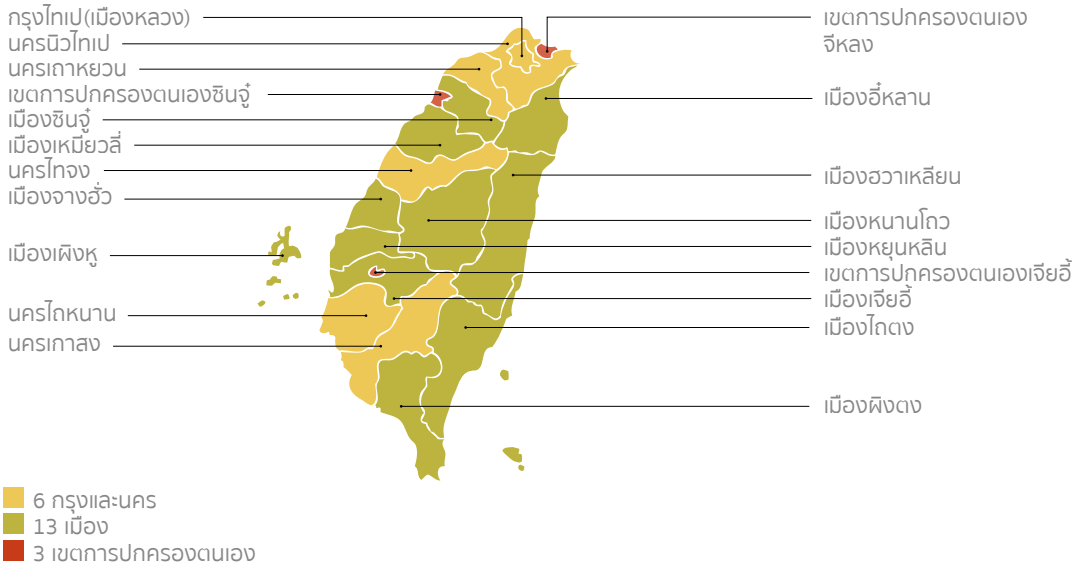 กรุงไทเป(เมืองหลวง)
นครนิวไทเป
นครเถาหยวน
เขตการปกครองตนเองซินจู๋
เมืองซินจู๋
เมืองเหมียวลี่
นครไทจง
เมืองจางฮั่ว
เมืองเผิงหู
นครไถหนาน
นครเกาสง
เขตการปกครองตนเอง
จีหลง
เมืองอี๋หลาน
เมืองฮวาเหลียน
เมืองหนานโถว
เมืองหยุนหลิน
เขตการปกครองตนเองเจียอี้
เมืองเจียอี้
เมืองไถตง
เมืองผิงตง
6 กรุงและนคร
13 เมือง
3 เขตการปกครองตนเอง